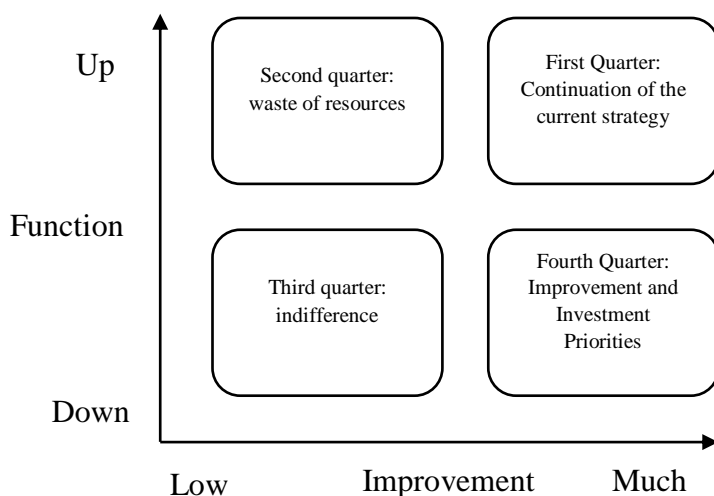 Up
Second quarter:
waste of resources
First Quarter:
Continuation of the
current strategy
Function
Third quarter:
indifference
Fourth Quarter:
Improvement and
Investment
Priorities
Down
Low
Improvement
Much